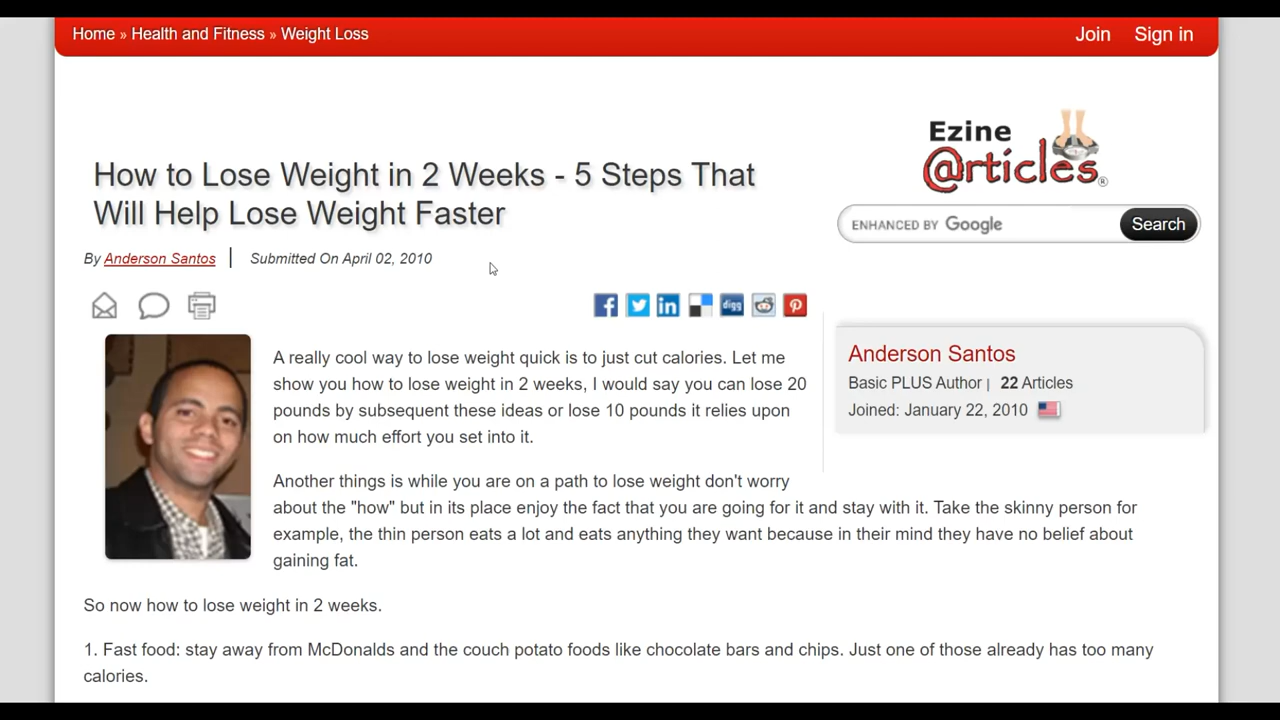 Home » Health and Fitness » Weight Loss
Join Sign in
Ezine
@rticles®
How to Lose Weight in 2 Weeks - 5 Steps That
Will Help Lose Weight Faster
ENHANCED BY Google
Search
By Anderson Santos
Submitted On April 02, 2010
digg
Anderson Santos
Basic PLUS Author | 22 Articles
Joined: January 22, 2010
A really cool way to lose weight quick is to just cut calories. Let me
show you how to lose weight in 2 weeks, I would say you can lose 20
pounds by subsequent these ideas or lose 10 pounds it relies upon
on how much effort you set into it.
Another things is while you are on a path to lose weight don't worry
about the "how" but in its place enjoy the fact that you are going for it and stay with it. Take the skinny person for
example, the thin person eats a lot and eats anything they want because in their mind they have no belief about
gaining fat.
So now how to lose weight in 2 weeks.
1. Fast food: stay away from McDonalds and the couch potato foods like chocolate bars and chips. Just one of those already has too many
calories.